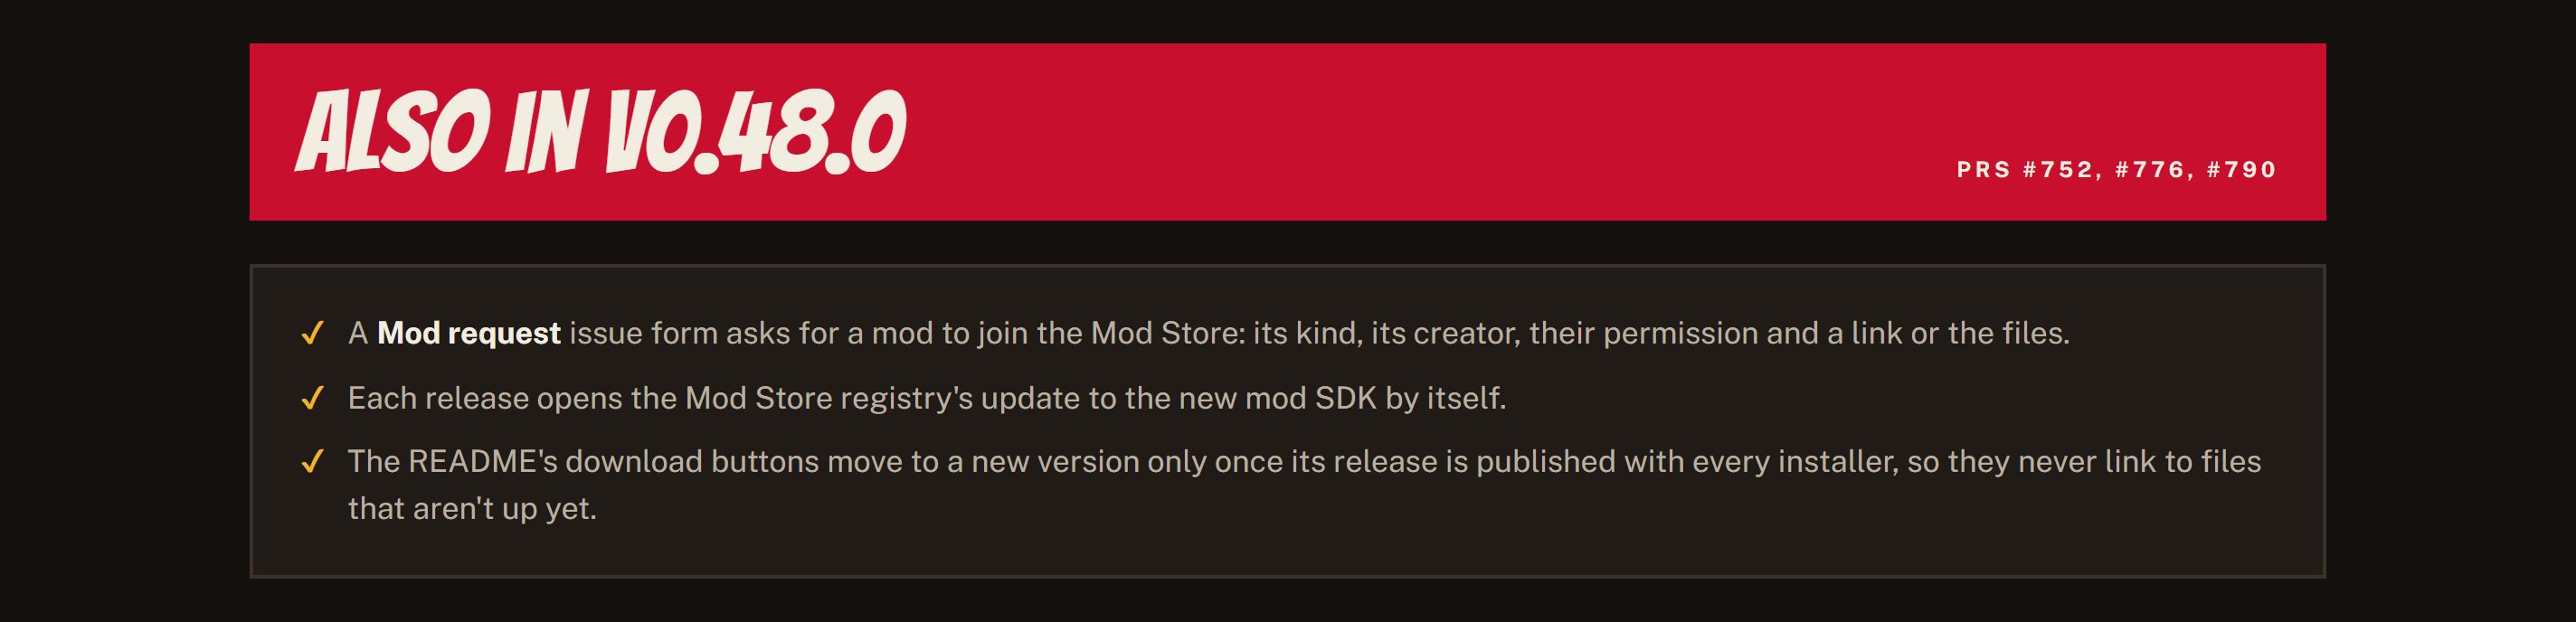 ALSO IN V0.48.0
PRS #752, #776, #790
✓ A Mod request issue form asks for a mod to join the Mod Store: its kind, its creator, their permission and a link or the files.
✓ Each release opens the Mod Store registry's update to the new mod SDK by itself.
✓ The README's download buttons move to a new version only once its release is published with every installer, so they never link to files
that aren't up yet.